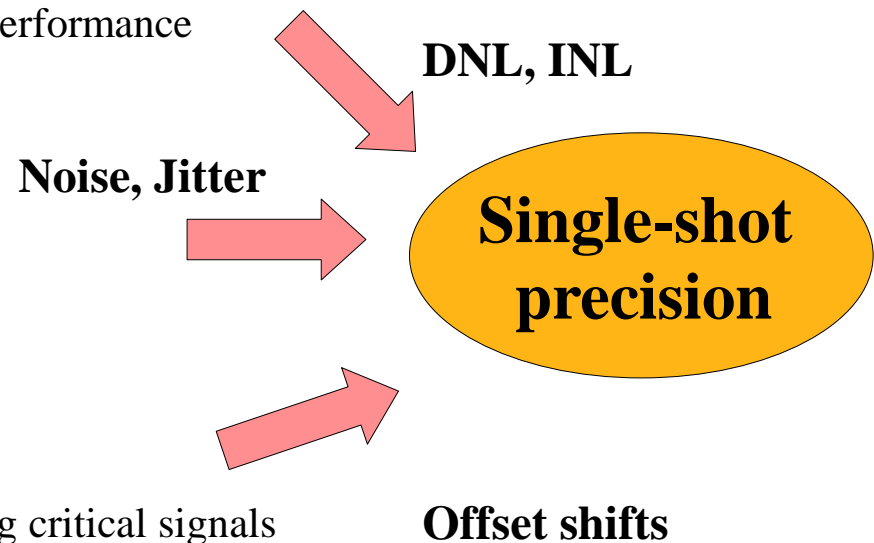 erformance
DNL, INL
Noise, Jitter
Single-shot
precision
g critical signals
Offset shifts